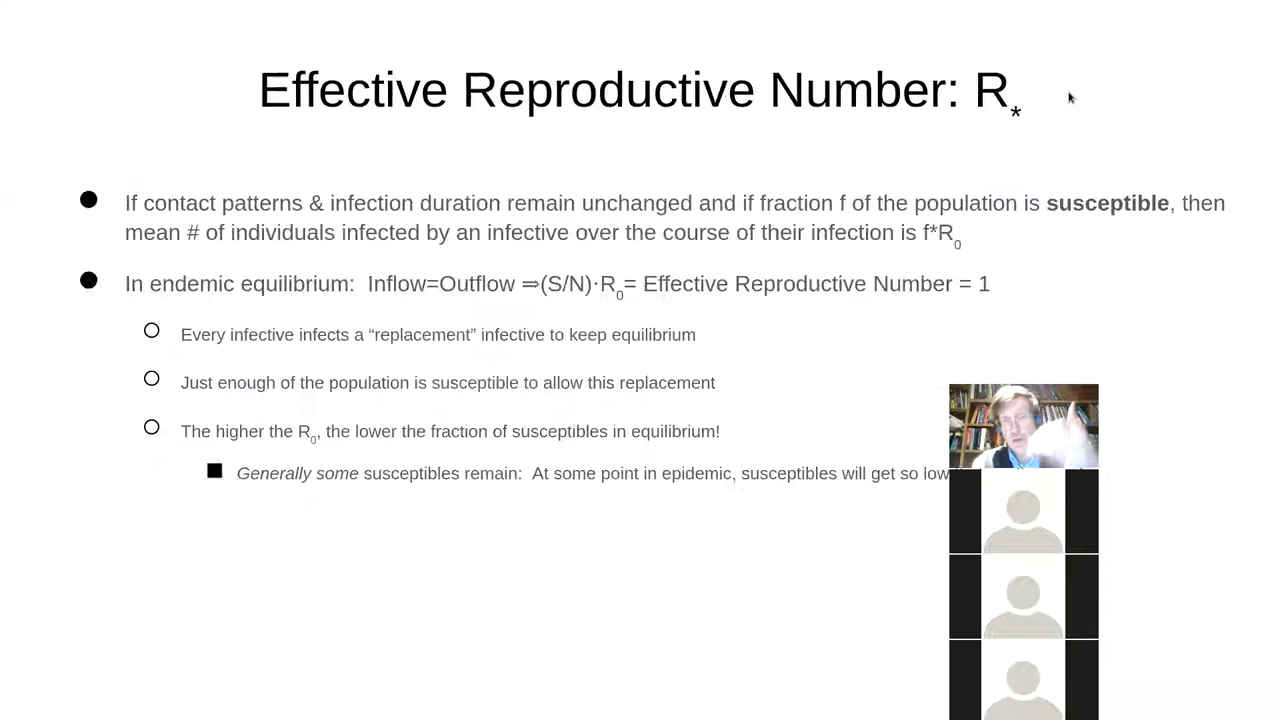 Effective Reproductive Number: R*
If contact patterns & infection duration remain unchanged and if fraction f of the population is susceptible, then
mean # of individuals infected by an infective over the course of their infection is f*R0
In endemic equilibrium:  Inflow=Outflow ⇒(S/N)·R0= Effective Reproductive Number = 1
Every infective infects a “replacement” infective to keep equilibrium
Just enough of the population is susceptible to allow this replacement
The higher the R0, the lower the fraction of susceptibles in equilibrium!
Generally some susceptibles remain:  At some point in epidemic, susceptibles will get so low